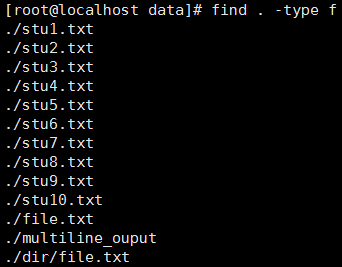 [root@localhost data]# find . -type f
./stu1.txt
./stu2.txt
./stu3.txt
./stu4.txt
./stu5.txt
./stu6.txt
./stu7.txt
./stu8.txt
./stu9.txt
./stu10.txt
./file.txt
./multiline_ouput
./dir/file.txt